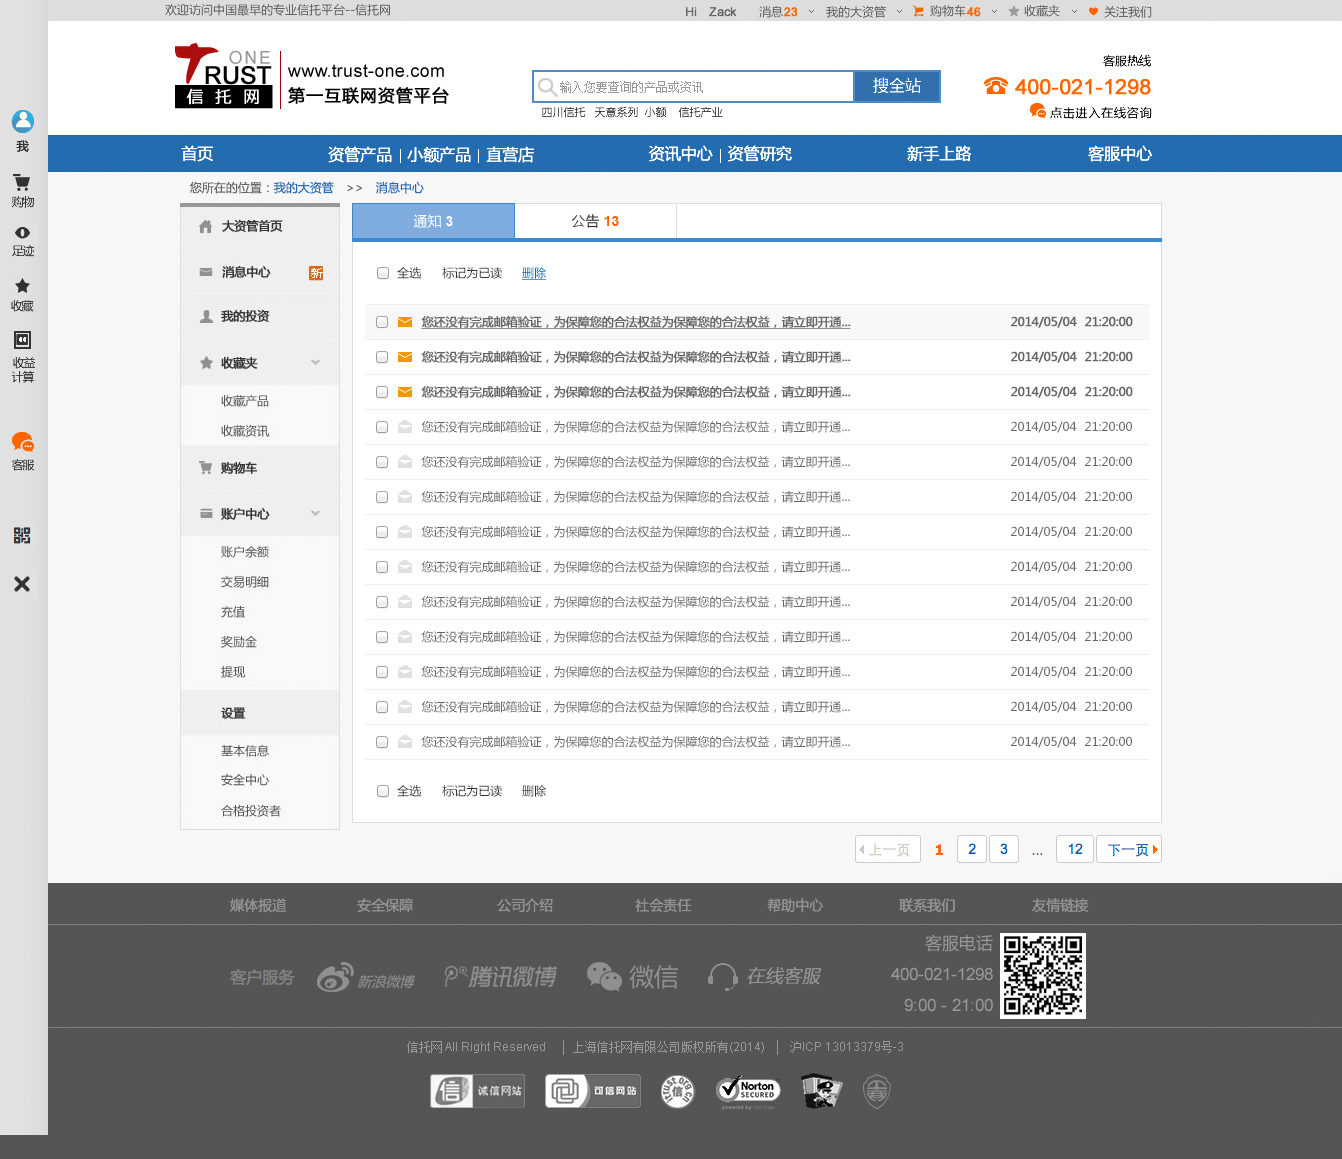 欢迎访问中国最早的专业信托平台--信托网
Hi Zack 消息23 我的大资管 购物车46 收藏夹 关注我们
TRUST ONE
信托网
www.trust-one.com
第一互联网资管平台
输入您要查询的产品或资讯 搜全站
四川信托 天意系列 小额 信托产业
客服热线
400-021-1298
点击进入在线咨询
首页 资管产品 | 小额产品 | 直营店 资讯中心 | 资管研究 新手上路 客服中心
我
购物
足迹
收藏
收益
计算
客服
您所在的位置：我的大资管 >> 消息中心
大资管首页
消息中心 新
我的投资
收藏夹
收藏产品
收藏资讯
购物车
账户中心
账户余额
交易明细
充值
奖励金
提现
设置
基本信息
安全中心
合格投资者
通知 3 公告 13
全选 标记为已读 删除
您还没有完成邮箱验证，为保障您的合法权益为保障您的合法权益，请立即开通... 2014/05/04 21:20:00
您还没有完成邮箱验证，为保障您的合法权益为保障您的合法权益，请立即开通... 2014/05/04 21:20:00
您还没有完成邮箱验证，为保障您的合法权益为保障您的合法权益，请立即开通... 2014/05/04 21:20:00
您还没有完成邮箱验证，为保障您的合法权益为保障您的合法权益，请立即开通... 2014/05/04 21:20:00
您还没有完成邮箱验证，为保障您的合法权益为保障您的合法权益，请立即开通... 2014/05/04 21:20:00
您还没有完成邮箱验证，为保障您的合法权益为保障您的合法权益，请立即开通... 2014/05/04 21:20:00
您还没有完成邮箱验证，为保障您的合法权益为保障您的合法权益，请立即开通... 2014/05/04 21:20:00
您还没有完成邮箱验证，为保障您的合法权益为保障您的合法权益，请立即开通... 2014/05/04 21:20:00
您还没有完成邮箱验证，为保障您的合法权益为保障您的合法权益，请立即开通... 2014/05/04 21:20:00
您还没有完成邮箱验证，为保障您的合法权益为保障您的合法权益，请立即开通... 2014/05/04 21:20:00
您还没有完成邮箱验证，为保障您的合法权益为保障您的合法权益，请立即开通... 2014/05/04 21:20:00
您还没有完成邮箱验证，为保障您的合法权益为保障您的合法权益，请立即开通... 2014/05/04 21:20:00
您还没有完成邮箱验证，为保障您的合法权益为保障您的合法权益，请立即开通... 2014/05/04 21:20:00
全选 标记为已读 删除
上一页 1 2 3 ... 12 下一页
媒体报道 安全保障 公司介绍 社会责任 帮助中心 联系我们 友情链接
客户服务 新浪微博 腾讯微博 微信 在线客服
客服电话
400-021-1298
9:00 - 21:00
信托网 All Right Reserved | 上海信托网有限公司版权所有(2014) | 沪ICP 13013379号-3
信 诚信网站 可信网站 trust.org.cn 信 Norton SECURED powered by VeriSign